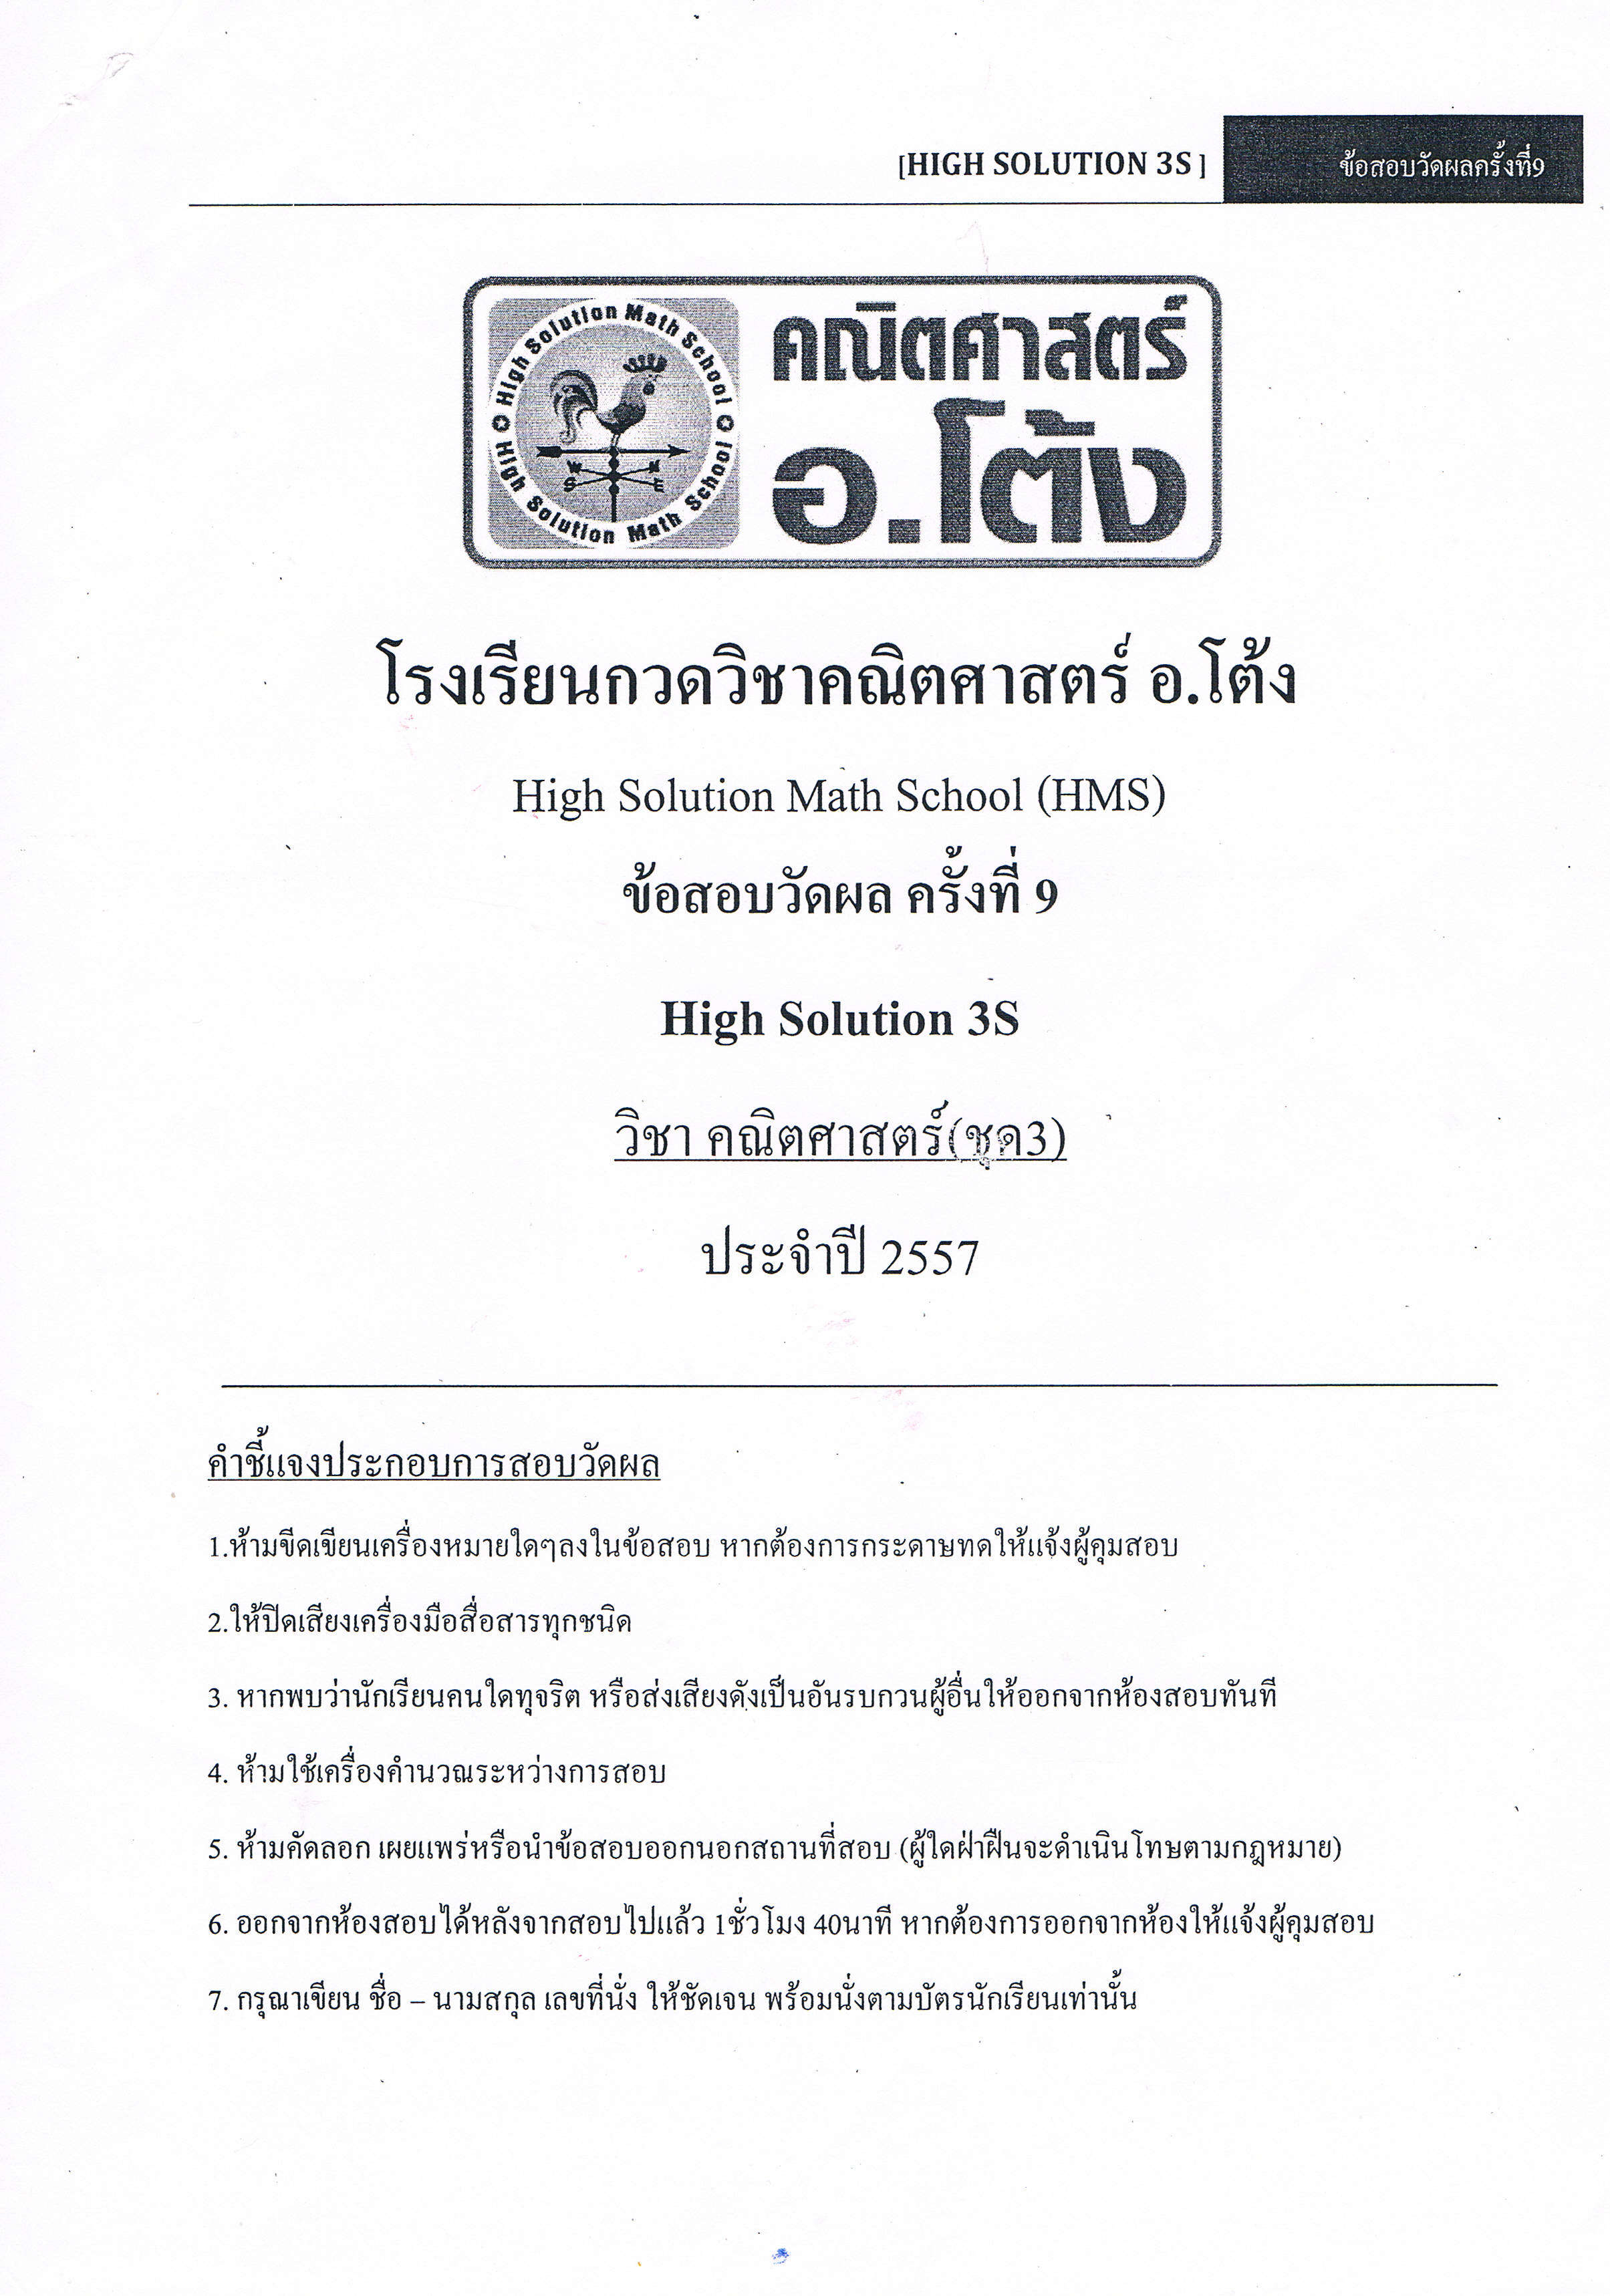 [HIGH SOLUTION 3S ] ข้อสอบวัดผลครั้งที่9
High Solution Math School
High Solution Math School
N
W
S
E
คณิตศาสตร์
อ.โต้ง
โรงเรียนกวดวิชาคณิตศาสตร์ อ.โต้ง
High Solution Math School (HMS)
ข้อสอบวัดผล ครั้งที่ 9
High Solution 3S
วิชา คณิตศาสตร์(ชุด3)
ประจำปี 2557
คำชี้แจงประกอบการสอบวัดผล
1.ห้ามขีดเขียนเครื่องหมายใดๆลงในข้อสอบ หากต้องการกระดาษทดให้แจ้งผู้คุมสอบ
2.ให้ปิดเสียงเครื่องมือสื่อสารทุกชนิด
3. หากพบว่านักเรียนคนใดทุจริต หรือส่งเสียงดังเป็นอันรบกวนผู้อื่นให้ออกจากห้องสอบทันที
4. ห้ามใช้เครื่องคำนวณระหว่างการสอบ
5. ห้ามคัดลอก เผยแพร่หรือนำข้อสอบออกนอกสถานที่สอบ (ผู้ใดฝ่าฝืนจะดำเนินโทษตามกฎหมาย)
6. ออกจากห้องสอบได้หลังจากสอบไปแล้ว 1ชั่วโมง 40นาที หากต้องการออกจากห้องให้แจ้งผู้คุมสอบ
7. กรุณาเขียน ชื่อ – นามสกุล เลขที่นั่ง ให้ชัดเจน พร้อมนั่งตามบัตรนักเรียนเท่านั้น